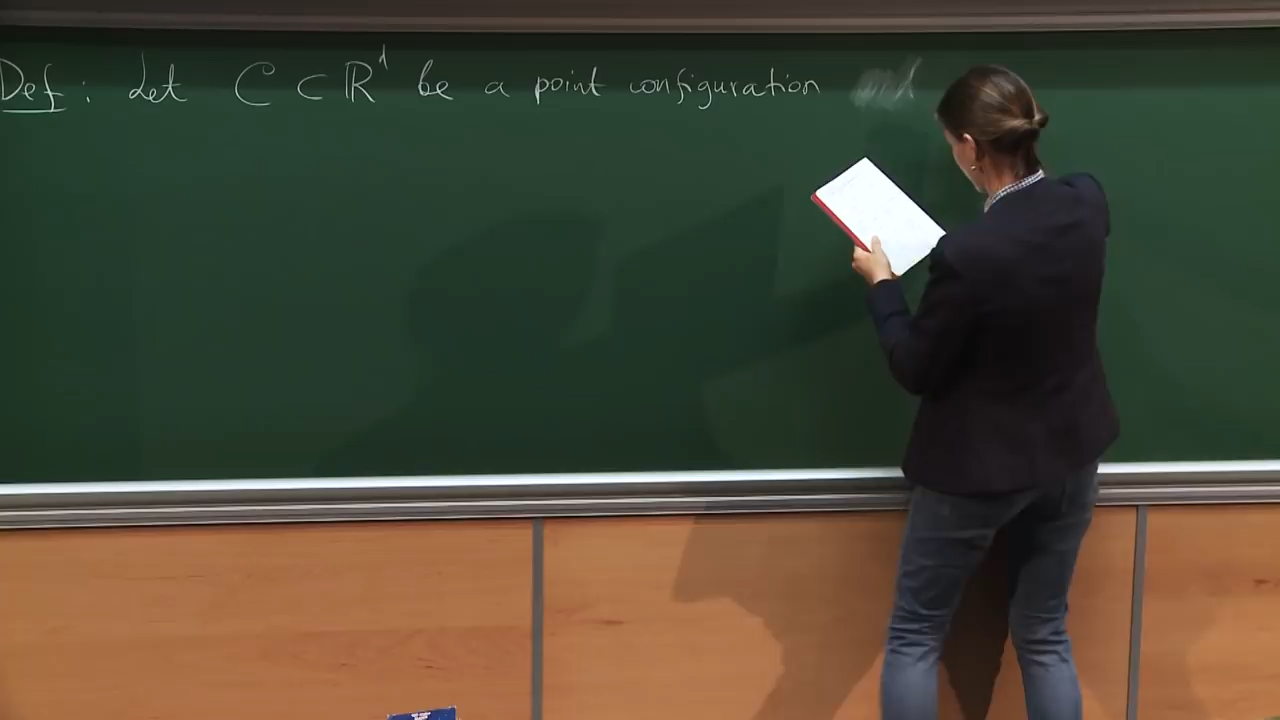 Def: Let C ⊂ ℝ^d be a point configuration